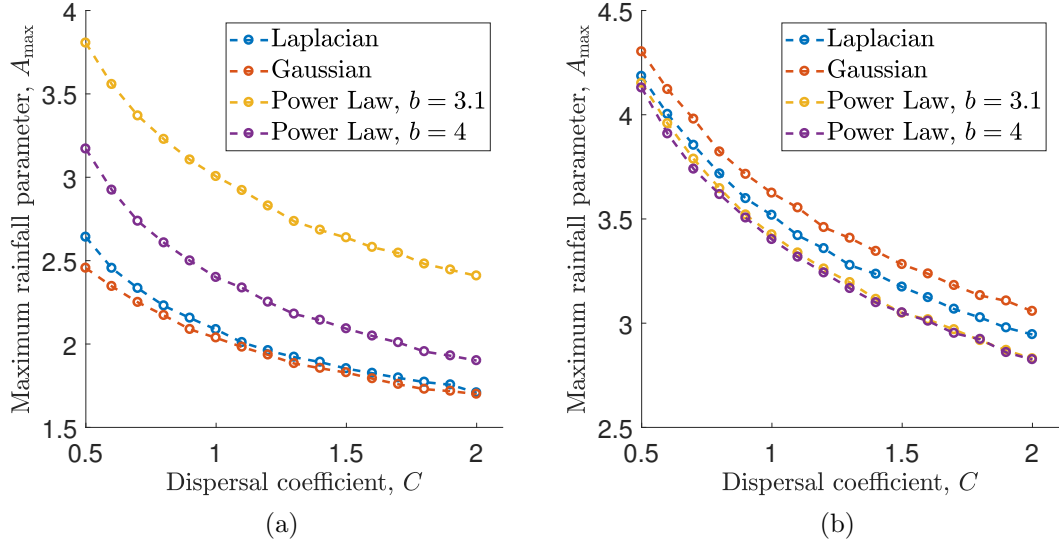 4
3.5
3
2.5
2
1.5
0.5
1
1.5
2
Maximum rainfall parameter, A_max
Dispersal coefficient, C
Laplacian
Gaussian
Power Law, b = 3.1
Power Law, b = 4
(a)
4.5
4
3.5
3
2.5
0.5
1
1.5
2
Maximum rainfall parameter, A_max
Dispersal coefficient, C
Laplacian
Gaussian
Power Law, b = 3.1
Power Law, b = 4
(b)